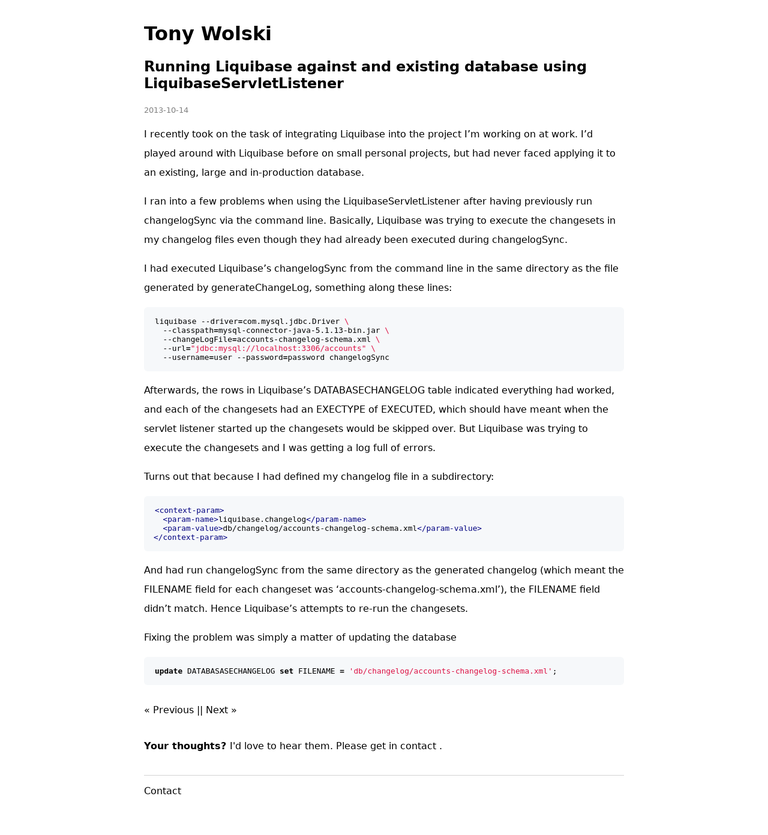 Tony Wolski
Running Liquibase against and existing database using
LiquibaseServletListener
2013-10-14
I recently took on the task of integrating Liquibase into the project I’m working on at work. I’d
played around with Liquibase before on small personal projects, but had never faced applying it to
an existing, large and in-production database.
I ran into a few problems when using the LiquibaseServletListener after having previously run
changelogSync via the command line. Basically, Liquibase was trying to execute the changesets in
my changelog files even though they had already been executed during changelogSync.
I had executed Liquibase’s changelogSync from the command line in the same directory as the file
generated by generateChangeLog, something along these lines:
liquibase --driver=com.mysql.jdbc.Driver \
  --classpath=mysql-connector-java-5.1.13-bin.jar \
  --changeLogFile=accounts-changelog-schema.xml \
  --url="jdbc:mysql://localhost:3306/accounts" \
  --username=user --password=password changelogSync
Afterwards, the rows in Liquibase’s DATABASECHANGELOG table indicated everything had worked,
and each of the changesets had an EXECTYPE of EXECUTED, which should have meant when the
servlet listener started up the changesets would be skipped over. But Liquibase was trying to
execute the changesets and I was getting a log full of errors.
Turns out that because I had defined my changelog file in a subdirectory:
<context-param>
  <param-name>liquibase.changelog</param-name>
  <param-value>db/changelog/accounts-changelog-schema.xml</param-value>
</context-param>
And had run changelogSync from the same directory as the generated changelog (which meant the
FILENAME field for each changeset was ‘accounts-changelog-schema.xml’), the FILENAME field
didn’t match. Hence Liquibase’s attempts to re-run the changesets.
Fixing the problem was simply a matter of updating the database
update DATABASASECHANGELOG set FILENAME = 'db/changelog/accounts-changelog-schema.xml';
« Previous || Next »
Your thoughts? I'd love to hear them. Please get in contact .
Contact